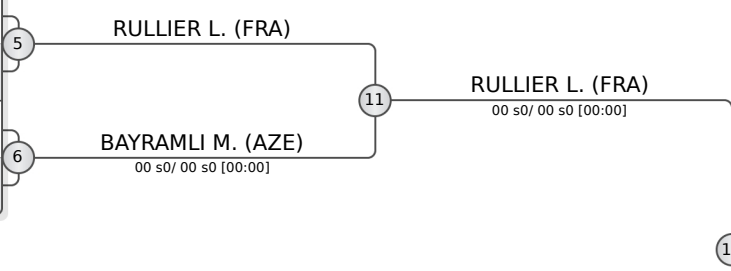 RULLIER L. (FRA)
5
RULLIER L. (FRA)
11
00 s0/ 00 s0 [00:00]
BAYRAMLI M. (AZE)
6
00 s0/ 00 s0 [00:00]